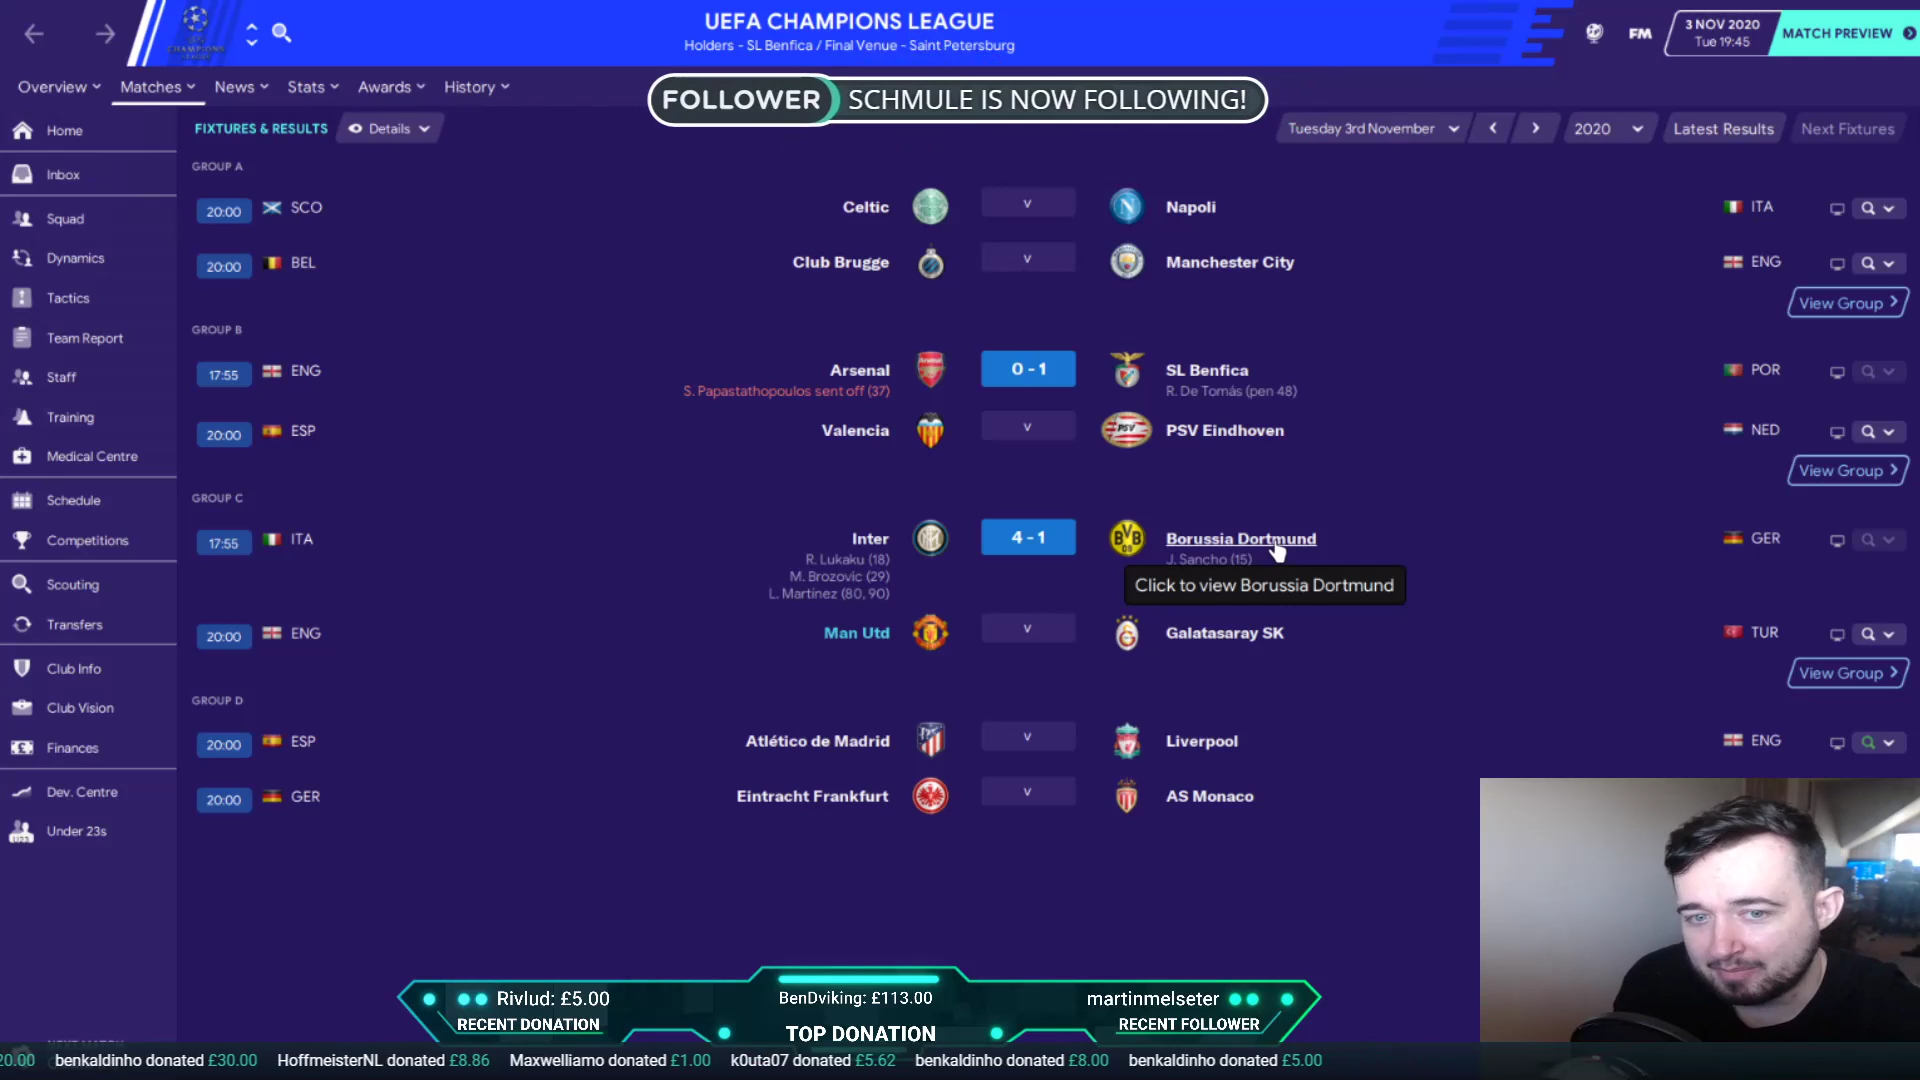 UEFA CHAMPIONS LEAGUE
Holders - SL Benfica / Final Venue - Saint Petersburg
FM
3 NOV 2020
Tue 19:45
MATCH PREVIEW
Overview
Matches
News
Stats
Awards
History
FOLLOWER SCHMULE IS NOW FOLLOWING!
Home
Inbox
Squad
Dynamics
Tactics
Team Report
Staff
Training
Medical Centre
Schedule
Competitions
Scouting
Transfers
Club Info
Club Vision
Finances
Dev. Centre
Under 23s
FIXTURES & RESULTS
Details
Tuesday 3rd November
2020
Latest Results
Next Fixtures
GROUP A
20:00 SCO Celtic v Napoli ITA
20:00 BEL Club Brugge v Manchester City ENG
View Group
GROUP B
17:55 ENG Arsenal 0 - 1 SL Benfica POR
S. Papastathopoulos sent off (37) R. De Tomás (pen 48)
20:00 ESP Valencia v PSV Eindhoven NED
View Group
GROUP C
17:55 ITA Inter 4 - 1 Borussia Dortmund GER
R. Lukaku (18) J. Sancho (15)
M. Brozovic (29)
L. Martínez (80, 90)
Click to view Borussia Dortmund
20:00 ENG Man Utd v Galatasaray SK TUR
View Group
GROUP D
20:00 ESP Atlético de Madrid v Liverpool ENG
20:00 GER Eintracht Frankfurt v AS Monaco
Rivlud: £5.00
RECENT DONATION
BenDviking: £113.00
TOP DONATION
martinmelseter
RECENT FOLLOWER
20.00 benkaldinho donated £30.00 HoffmeisterNL donated £8.86 Maxwelliamo donated £1.00 k0uta07 donated £5.62 benkaldinho donated £8.00 benkaldinho donated £5.00